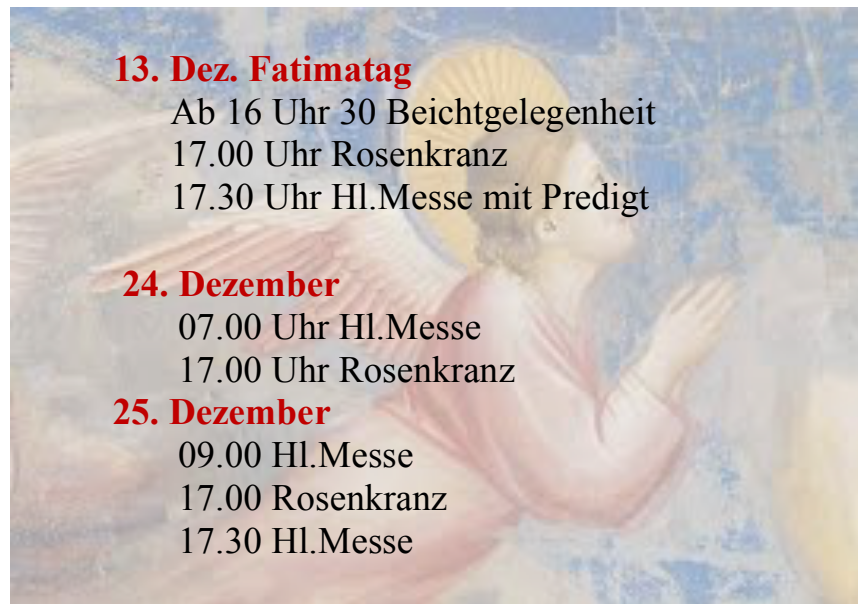 13. Dez. Fatimatag
Ab 16 Uhr 30 Beichtgelegenheit
17.00 Uhr Rosenkranz
17.30 Uhr Hl.Messe mit Predigt
24. Dezember
07.00 Uhr Hl.Messe
17.00 Uhr Rosenkranz
25. Dezember
09.00 Hl.Messe
17.00 Rosenkranz
17.30 Hl.Messe